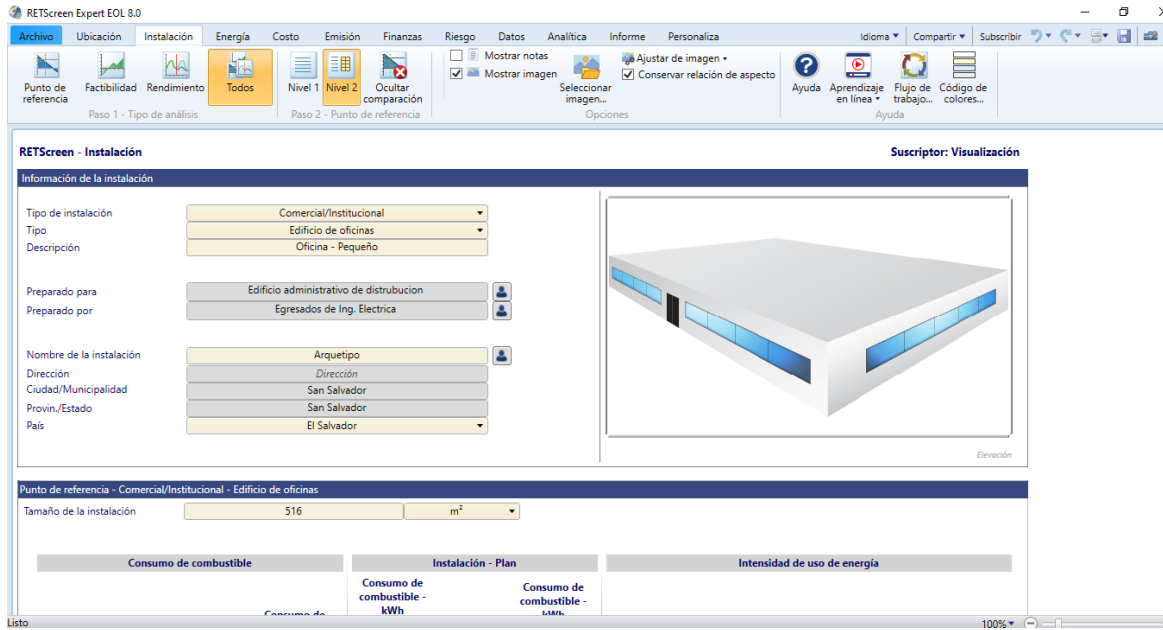 RETScreen Expert EOL 8.0
Archivo Ubicación Instalación Energía Costo Emisión Finanzas Riesgo Datos Analítica Informe Personaliza Idioma Compartir Subscribir
Punto de referencia
Factibilidad
Rendimiento
Todos
Paso 1 - Tipo de análisis
Nivel 1
Nivel 2
Ocultar comparación
Paso 2 - Punto de referencia
Mostrar notas
Mostrar imagen
Seleccionar imagen...
Ajustar de imagen
Conservar relación de aspecto
Opciones
Ayuda
Aprendizaje en línea
Flujo de trabajo...
Código de colores...
Ayuda
RETScreen - Instalación Suscriptor: Visualización
Información de la instalación
Tipo de instalación Comercial/Institucional
Tipo Edificio de oficinas
Descripción Oficina - Pequeño
Preparado para Edificio administrativo de distrubucion
Preparado por Egresados de Ing. Electrica
Nombre de la instalación Arquetipo
Dirección Dirección
Ciudad/Municipalidad San Salvador
Provin./Estado San Salvador
País El Salvador
Elevación
Punto de referencia - Comercial/Institucional - Edificio de oficinas
Tamaño de la instalación 516 m²
Consumo de combustible Instalación - Plan Intensidad de uso de energía
Consumo de combustible - kWh
Consumo de combustible - kWh
Consumo de
Listo 100%